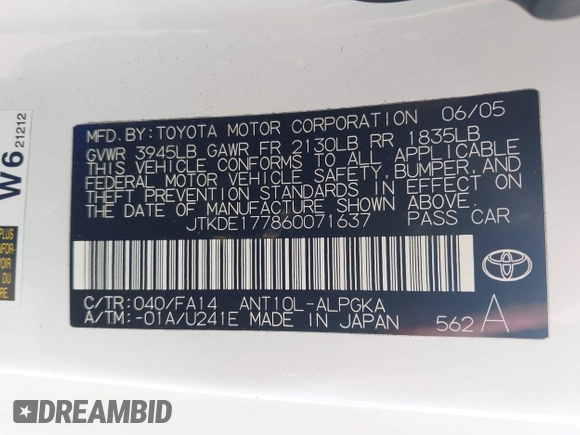 MFD. BY: TOYOTA MOTOR CORPORATION 06/05
GVWR 3945LB GAWR FR 2130LB RR 1835LB
THIS VEHICLE CONFORMS TO ALL APPLICABLE
FEDERAL MOTOR VEHICLE SAFETY, BUMPER, AND
THEFT PREVENTION STANDARDS IN EFFECT ON
THE DATE OF MANUFACTURE SHOWN ABOVE.
JTKDE177860071637 PASS CAR
C/TR: 040/FA14 ANT10L-ALPGKA
A/TM: -01A/U241E MADE IN JAPAN 562 A
W6 21212
PLUS
DU
DREAMBID